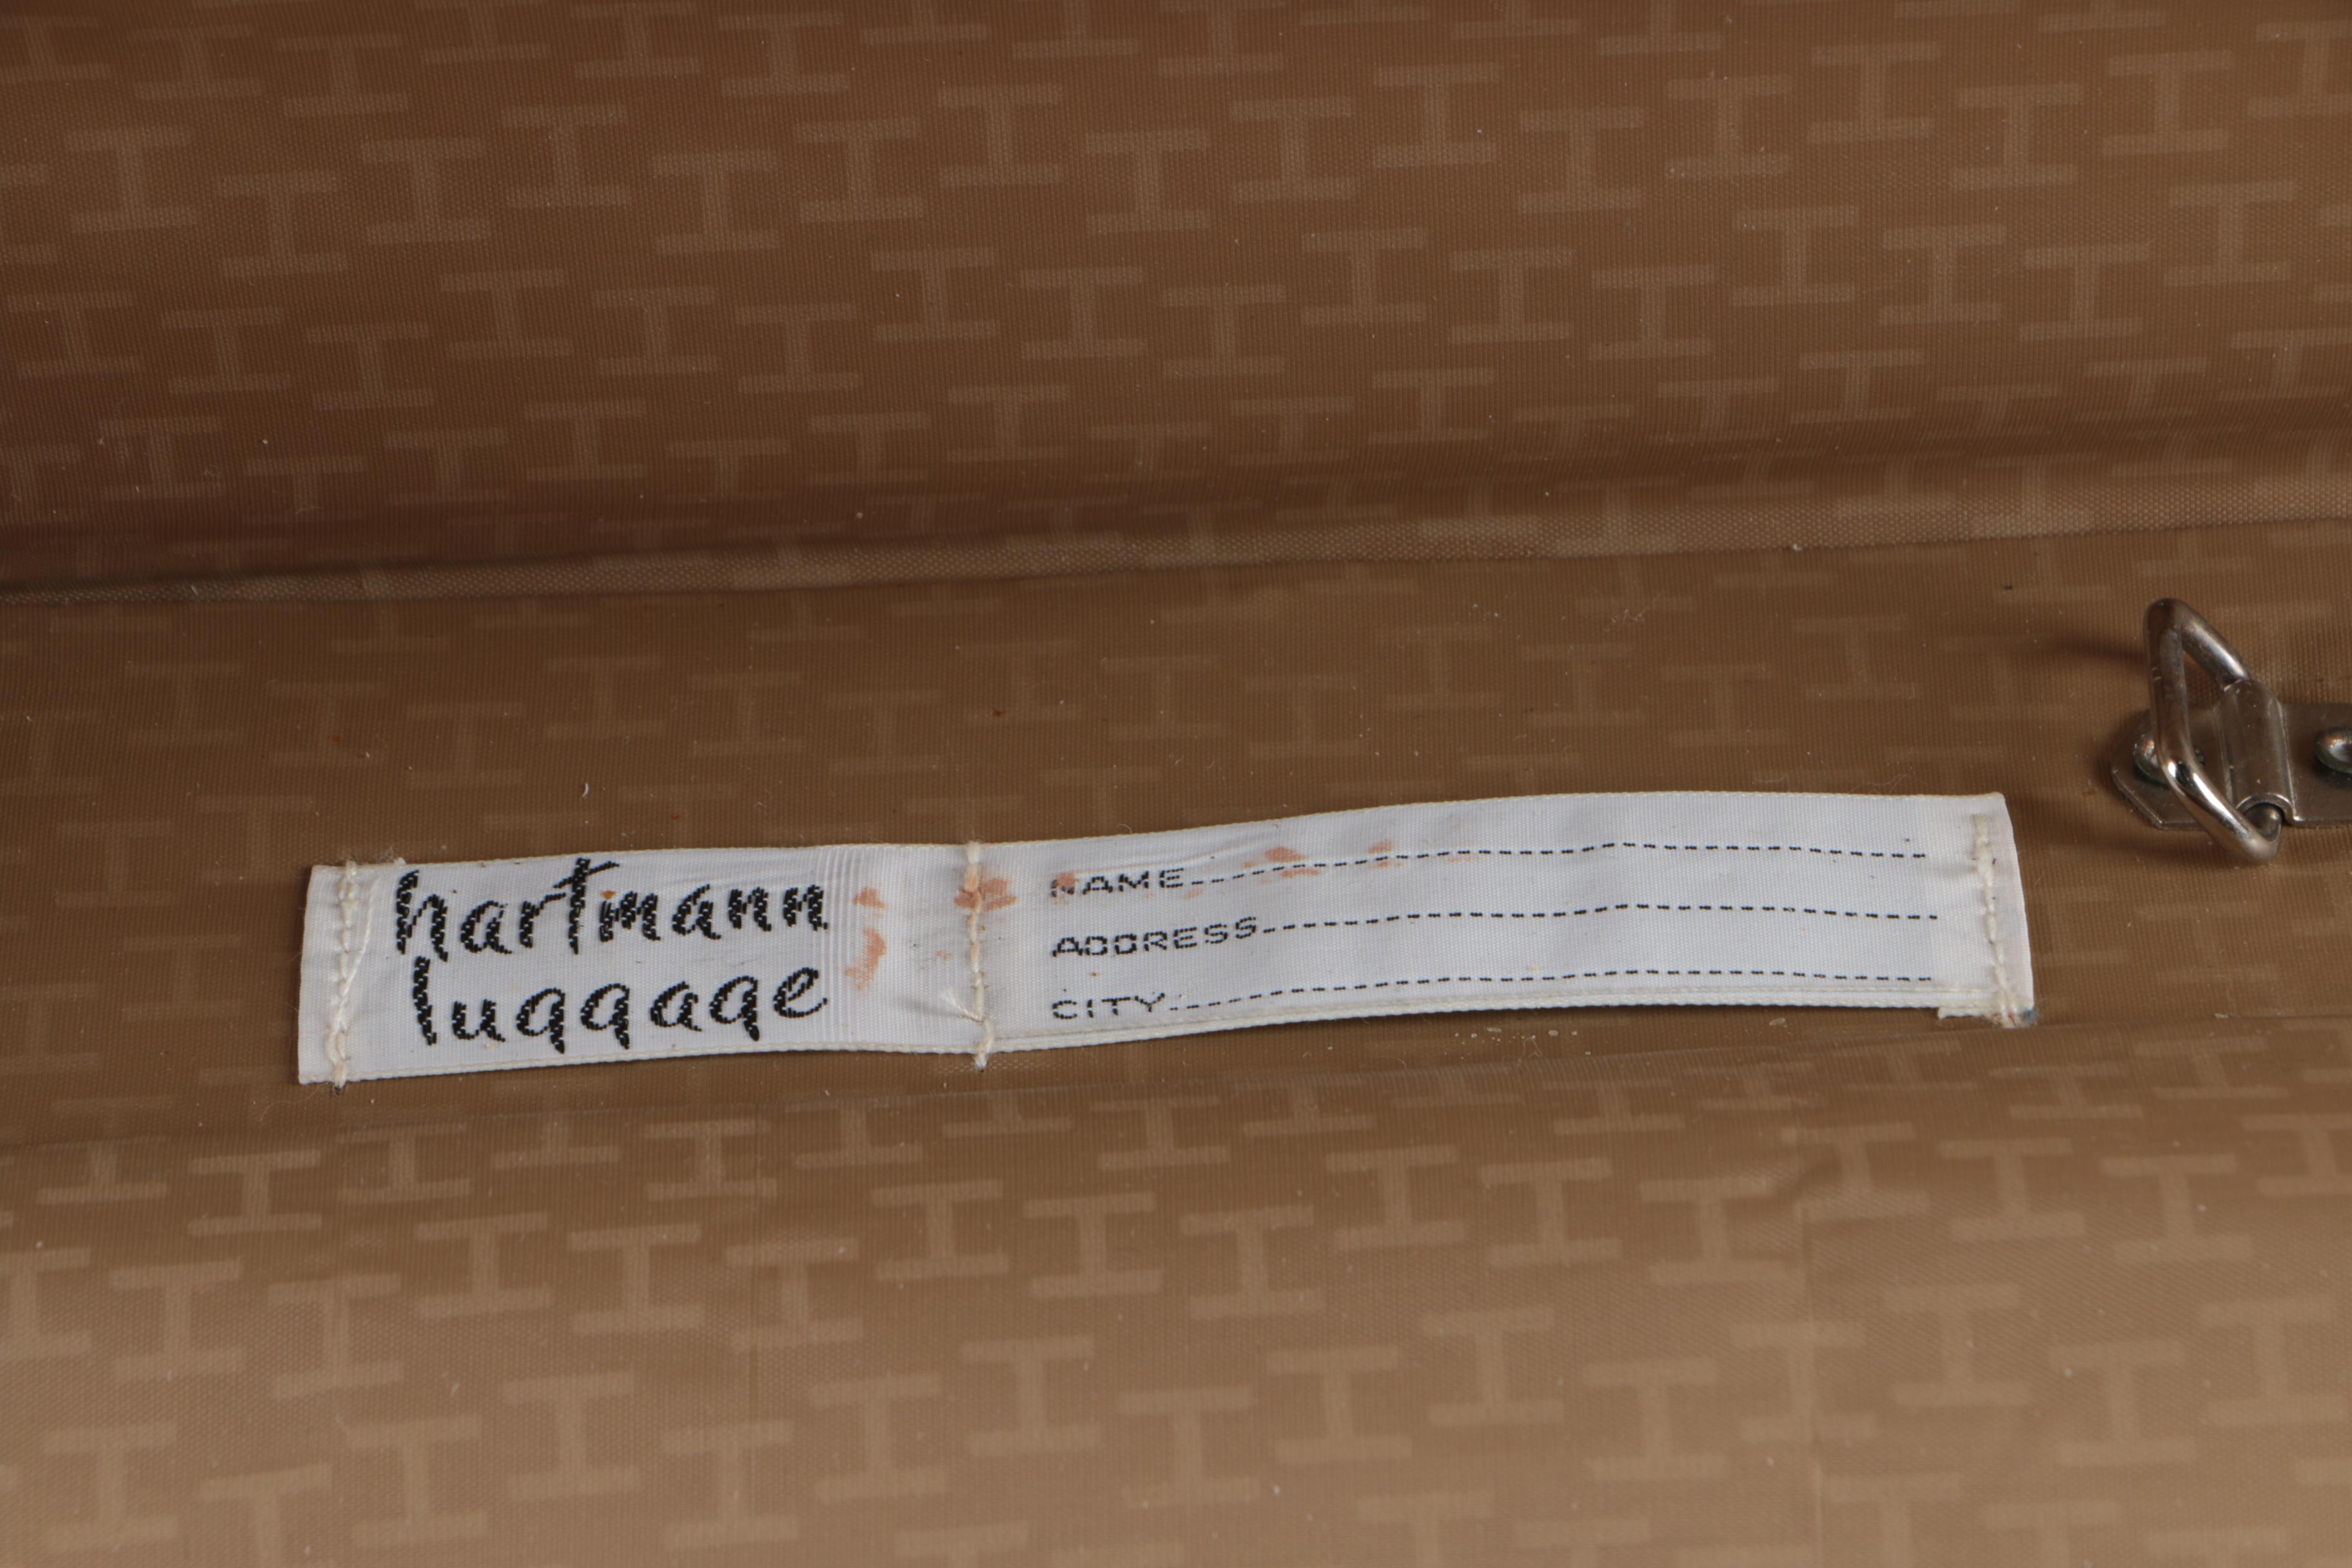 hartmann
luggage
NAME
ADDRESS
CITY